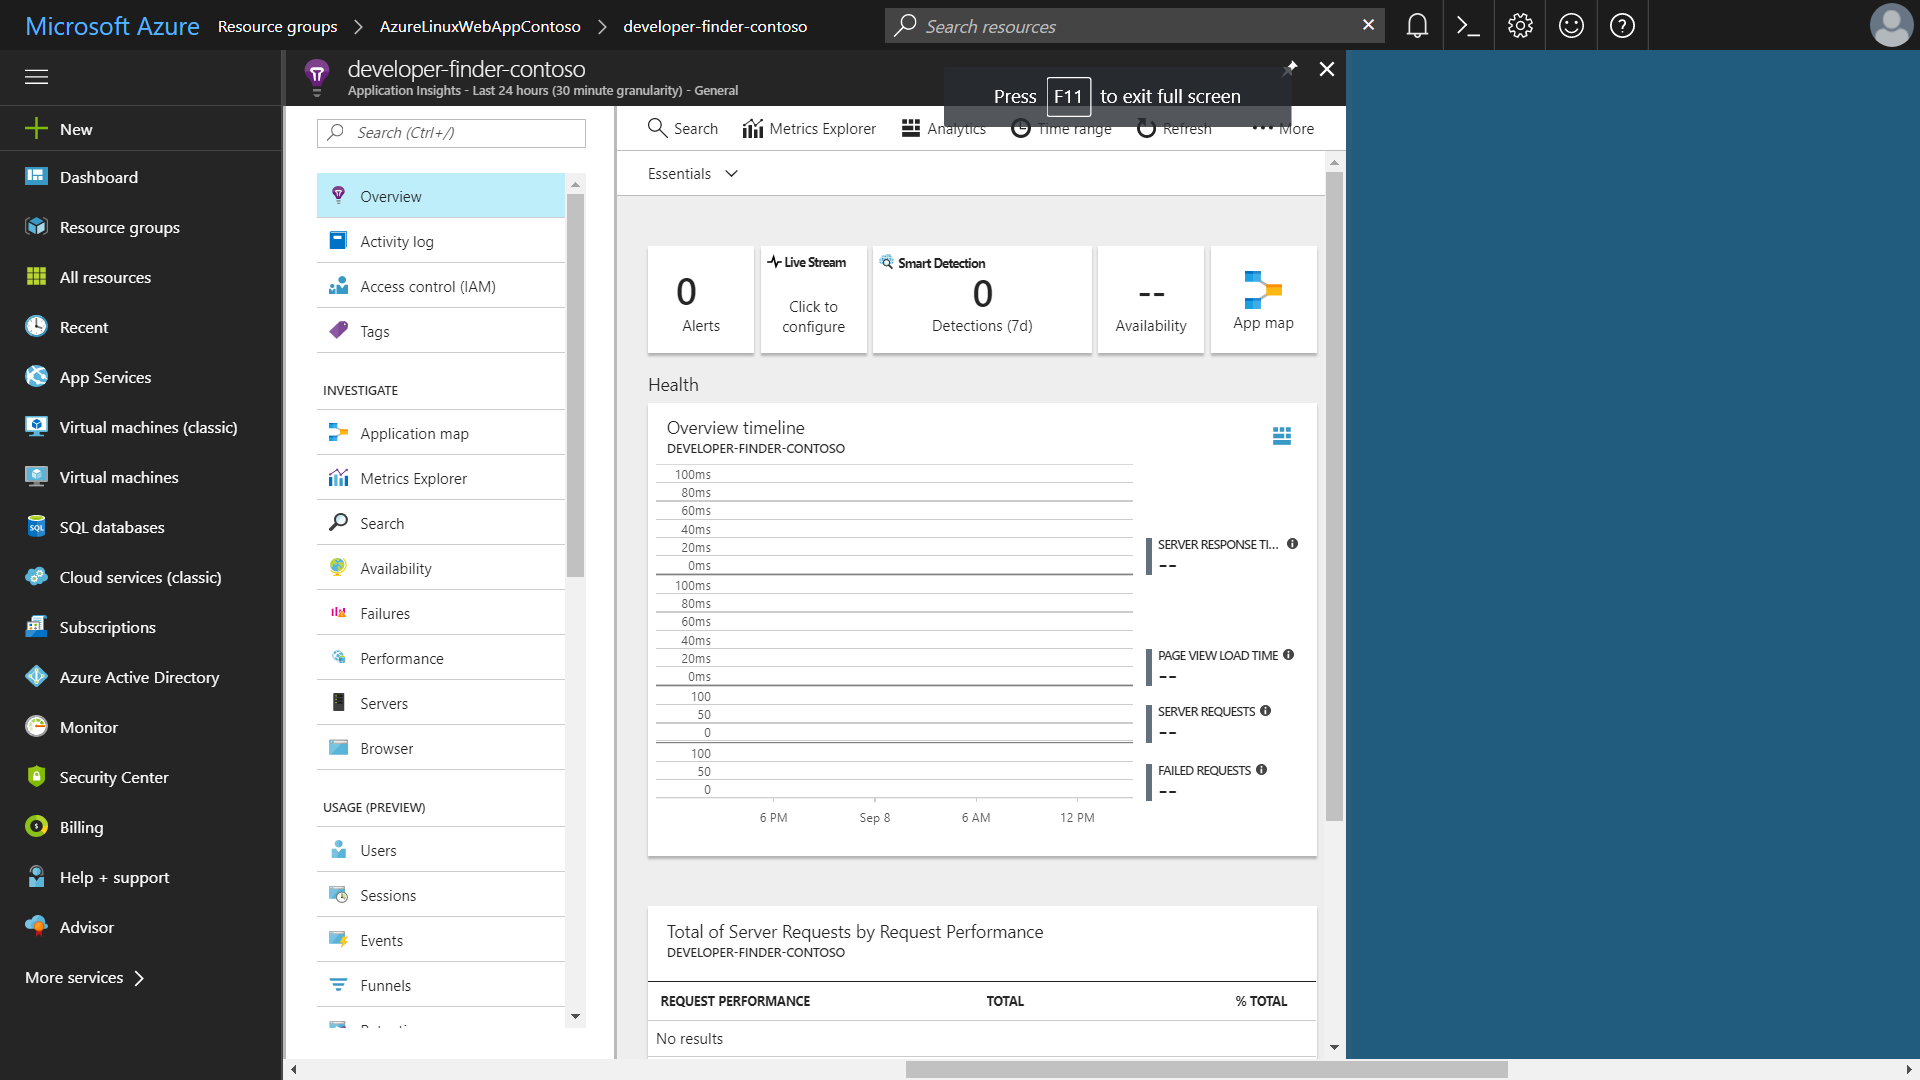 Microsoft Azure
Resource groups
AzureLinuxWebAppContoso
developer-finder-contoso
Search resources
New
Dashboard
Resource groups
All resources
Recent
App Services
Virtual machines (classic)
Virtual machines
SQL databases
Cloud services (classic)
Subscriptions
Azure Active Directory
Monitor
Security Center
Billing
Help + support
Advisor
More services
developer-finder-contoso
Application Insights - Last 24 hours (30 minute granularity) - General
Press F11 to exit full screen
Search (Ctrl+/)
Overview
Activity log
Access control (IAM)
Tags
INVESTIGATE
Application map
Metrics Explorer
Search
Availability
Failures
Performance
Servers
Browser
USAGE (PREVIEW)
Users
Sessions
Events
Funnels
Search
Metrics Explorer
Analytics
Time range
Refresh
More
Essentials
0
Alerts
Live Stream
Click to
configure
Smart Detection
0
Detections (7d)
--
Availability
App map
Health
Overview timeline
DEVELOPER-FINDER-CONTOSO
100ms
80ms
60ms
40ms
20ms
0ms
SERVER RESPONSE TI...
--
100ms
80ms
60ms
40ms
20ms
0ms
PAGE VIEW LOAD TIME
--
100
50
0
SERVER REQUESTS
--
100
50
0
FAILED REQUESTS
--
6 PM
Sep 8
6 AM
12 PM
Total of Server Requests by Request Performance
DEVELOPER-FINDER-CONTOSO
REQUEST PERFORMANCE TOTAL % TOTAL
No results